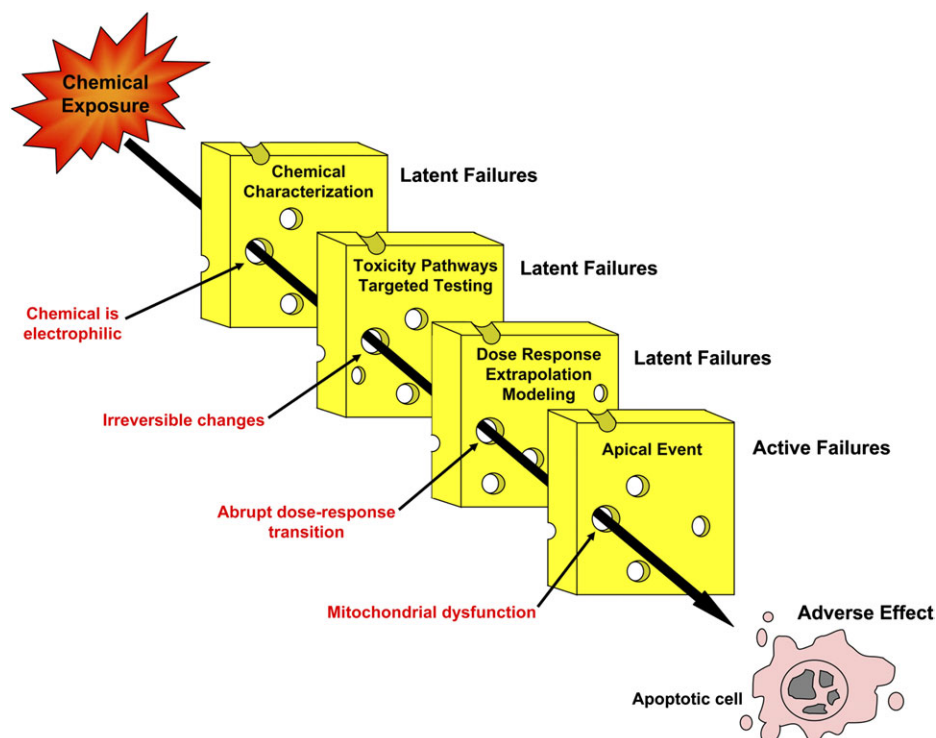 Chemical
Exposure
Chemical
Characterization
Latent Failures
Chemical is
electrophilic
Toxicity Pathways
Targeted Testing
Latent Failures
Irreversible changes
Dose Response
Extrapolation
Modeling
Latent Failures
Abrupt dose-response
transition
Apical Event
Active Failures
Mitochondrial dysfunction
Adverse Effect
Apoptotic cell